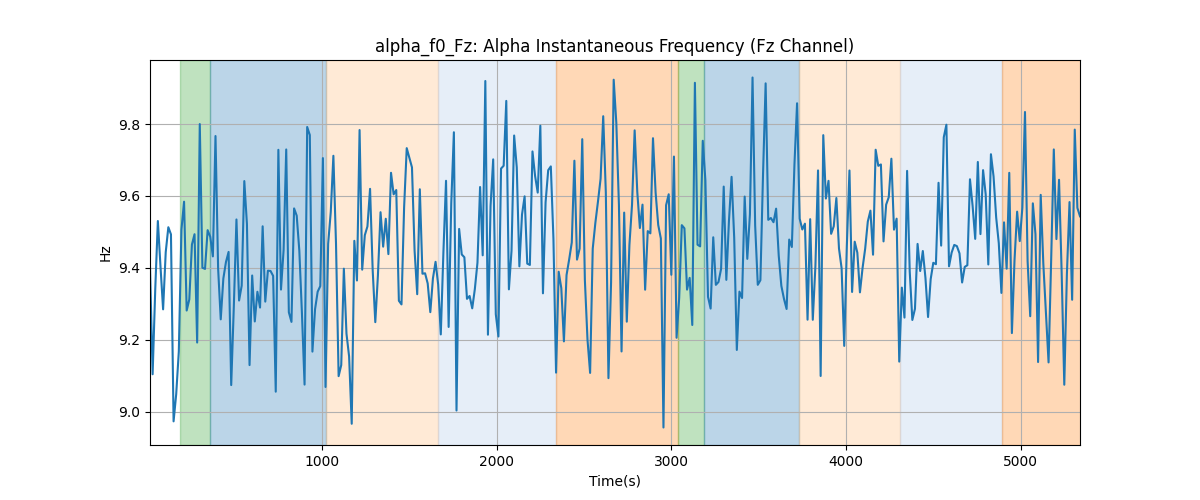 alpha_f0_Fz: Alpha Instantaneous Frequency (Fz Channel)
Hz
9.8
9.6
9.4
9.2
9.0
1000 2000 3000 4000 5000
Time(s)